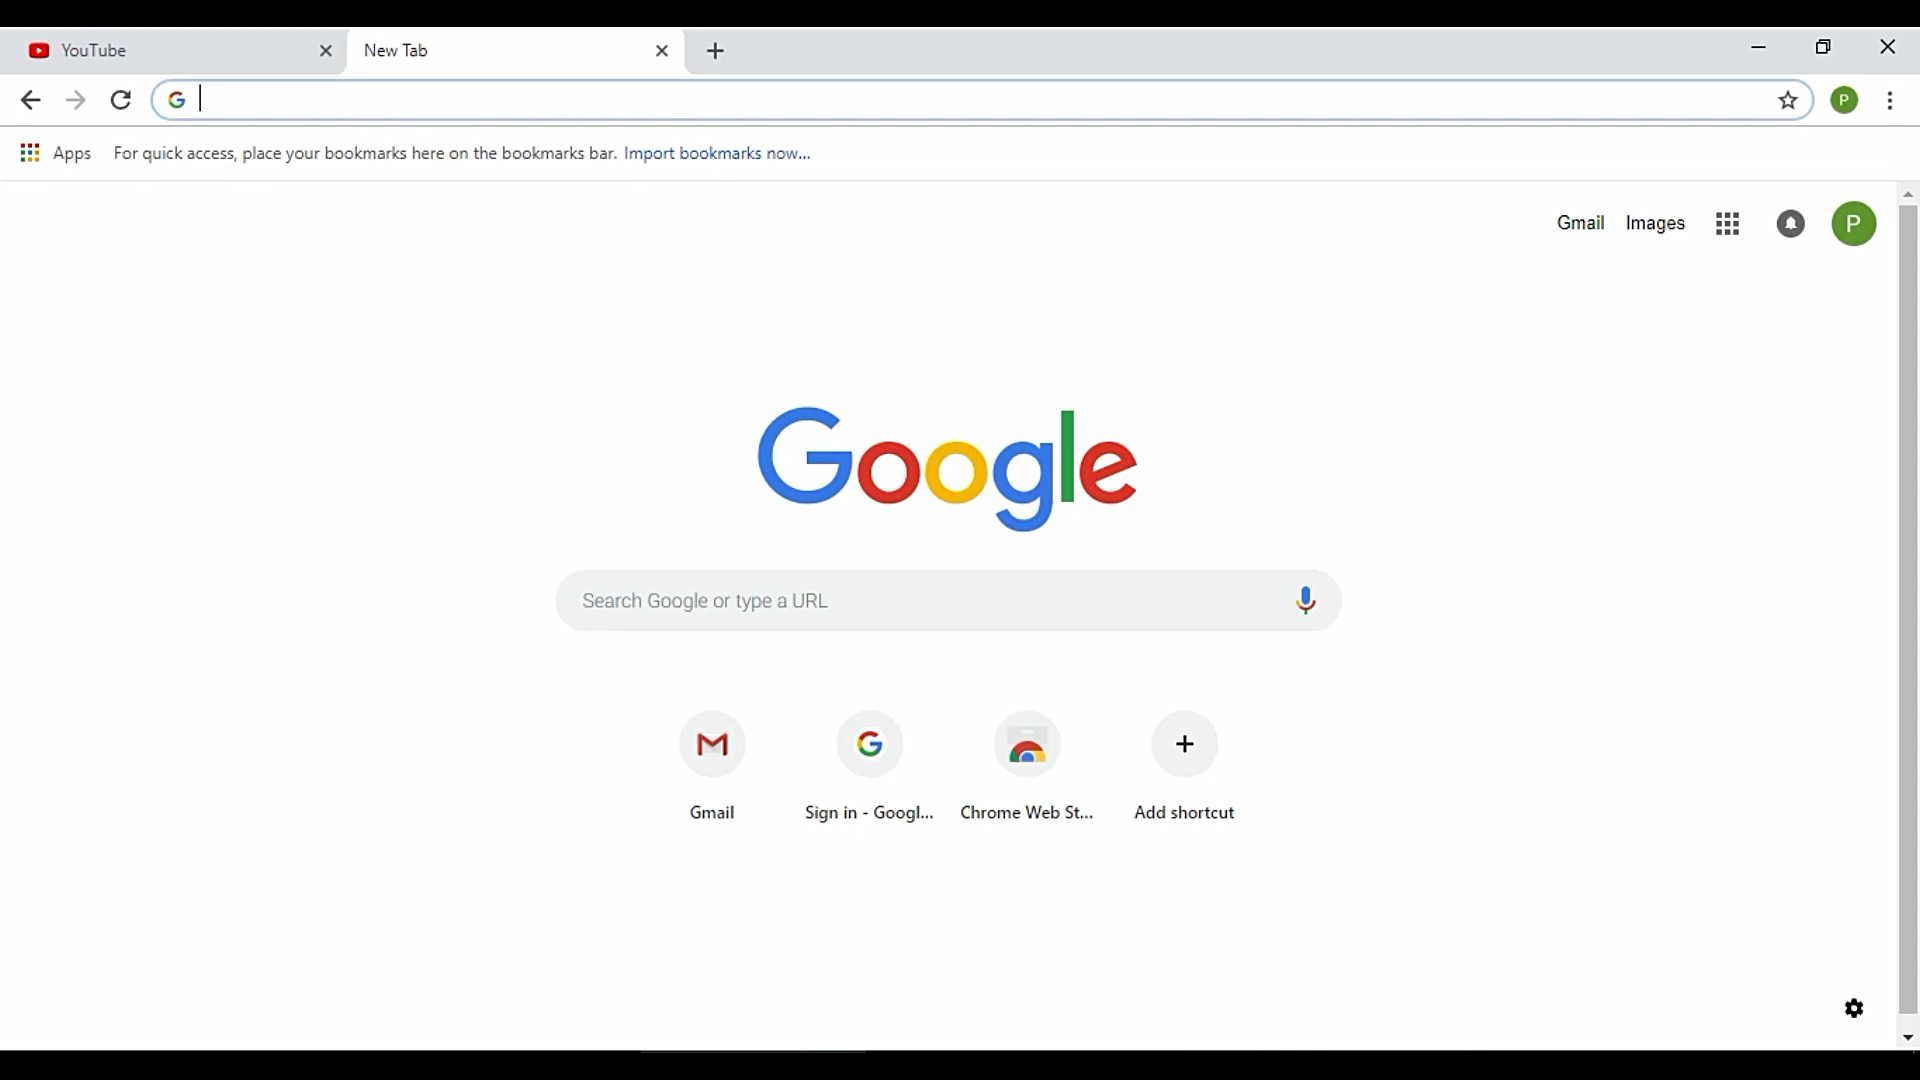 YouTube
New Tab
Apps
For quick access, place your bookmarks here on the bookmarks bar. Import bookmarks now...
P
Gmail
Images
P
Google
Search Google or type a URL
Gmail
Sign in - Googl...
Chrome Web St...
Add shortcut